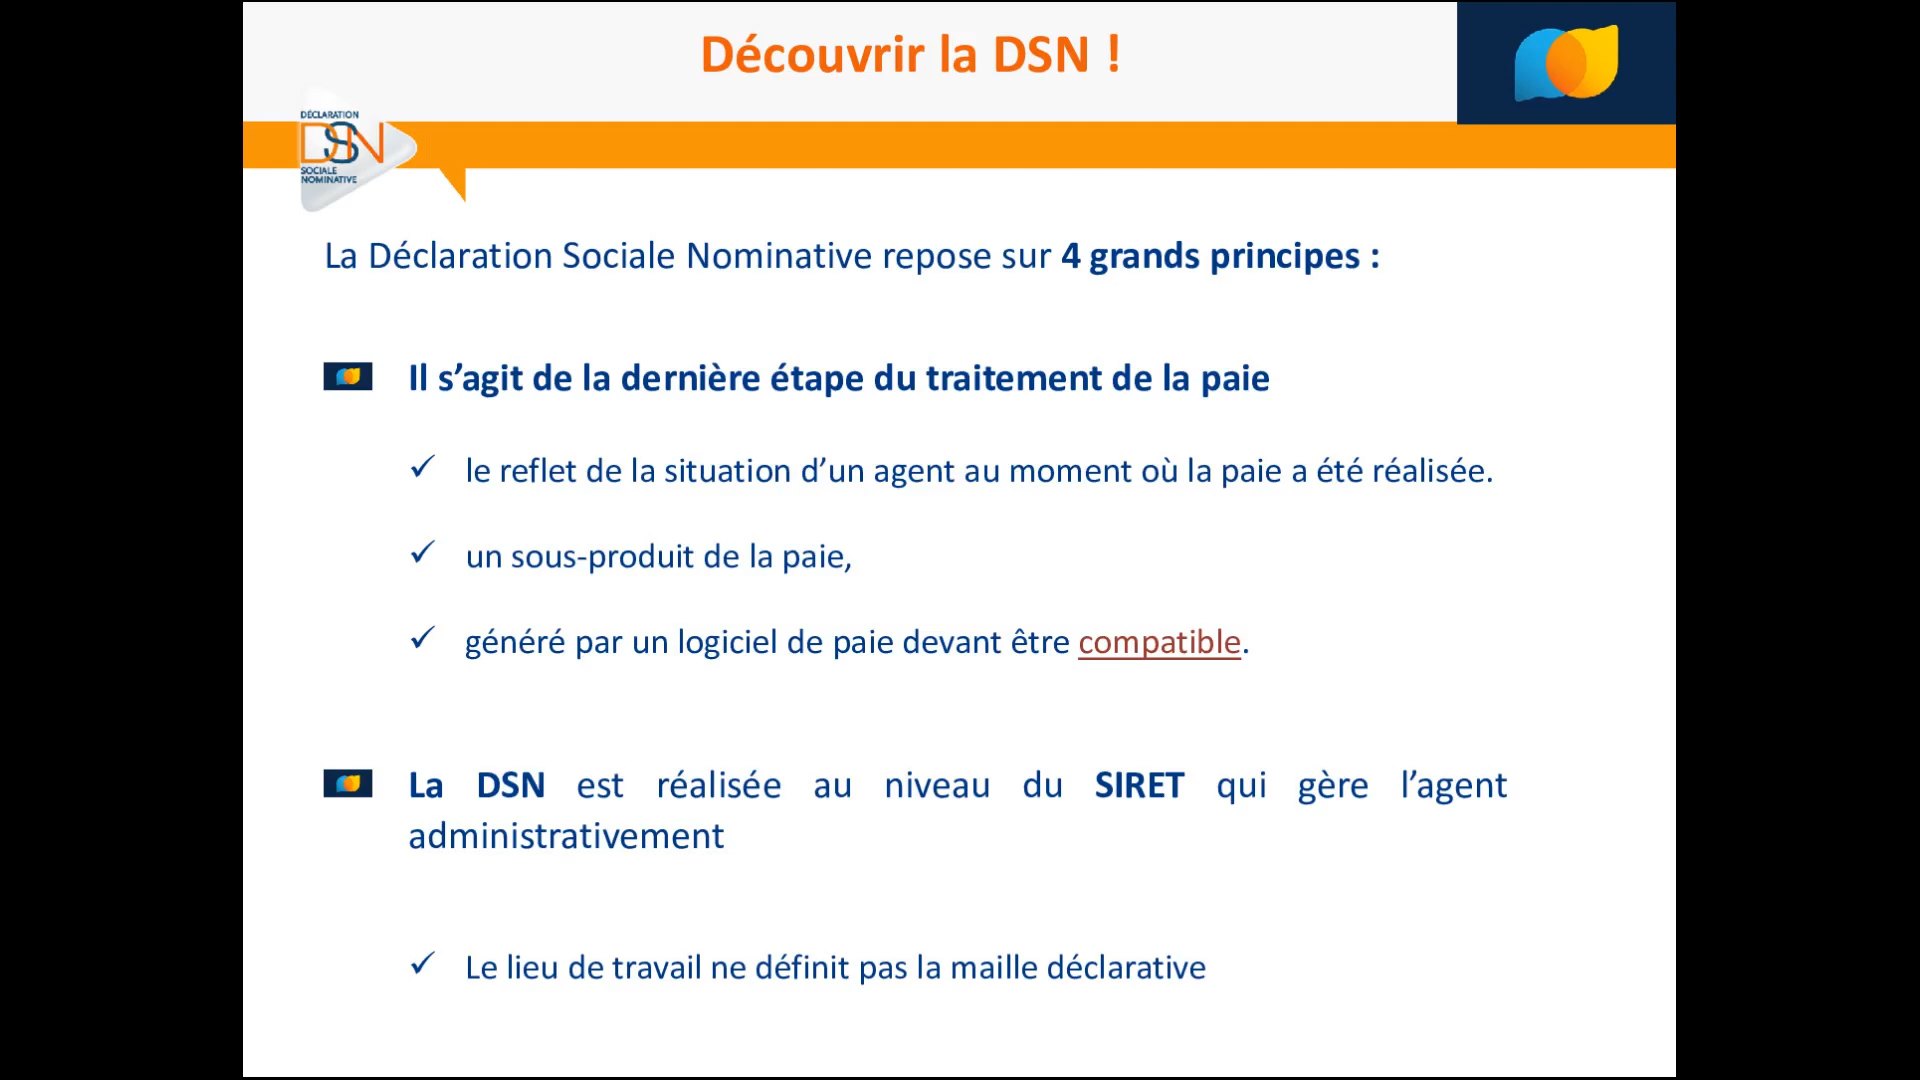 Découvrir la DSN !
DÉCLARATION
DSN
SOCIALE
NOMINATIVE
La Déclaration Sociale Nominative repose sur 4 grands principes :
Il s’agit de la dernière étape du traitement de la paie
✓ le reflet de la situation d’un agent au moment où la paie a été réalisée.
✓ un sous-produit de la paie,
✓ généré par un logiciel de paie devant être compatible.
La DSN est réalisée au niveau du SIRET qui gère l’agent
administrativement
✓ Le lieu de travail ne définit pas la maille déclarative